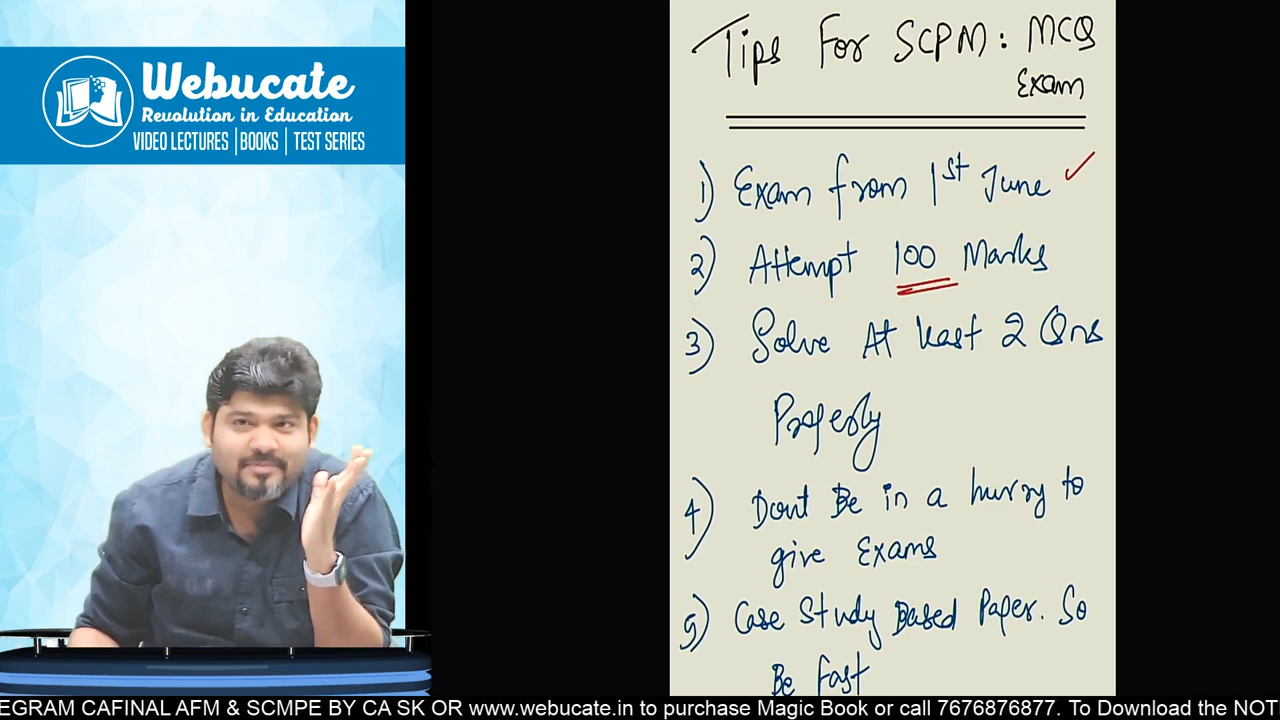 Webucate
Revolution in Education
VIDEO LECTURES | BOOKS | TEST SERIES
Tips For SCPM: MCQ
Exam
1) Exam from 1st June
2) Attempt 100 Marks
3) Solve At least 2 Qns
Properly
4) Dont Be in a hurry to
give Exams
5) Case Study Based Paper. So
Be fast
EGRAM CAFINAL AFM & SCMPE BY CA SK OR www.webucate.in to purchase Magic Book or call 7676876877. To Download the NOT